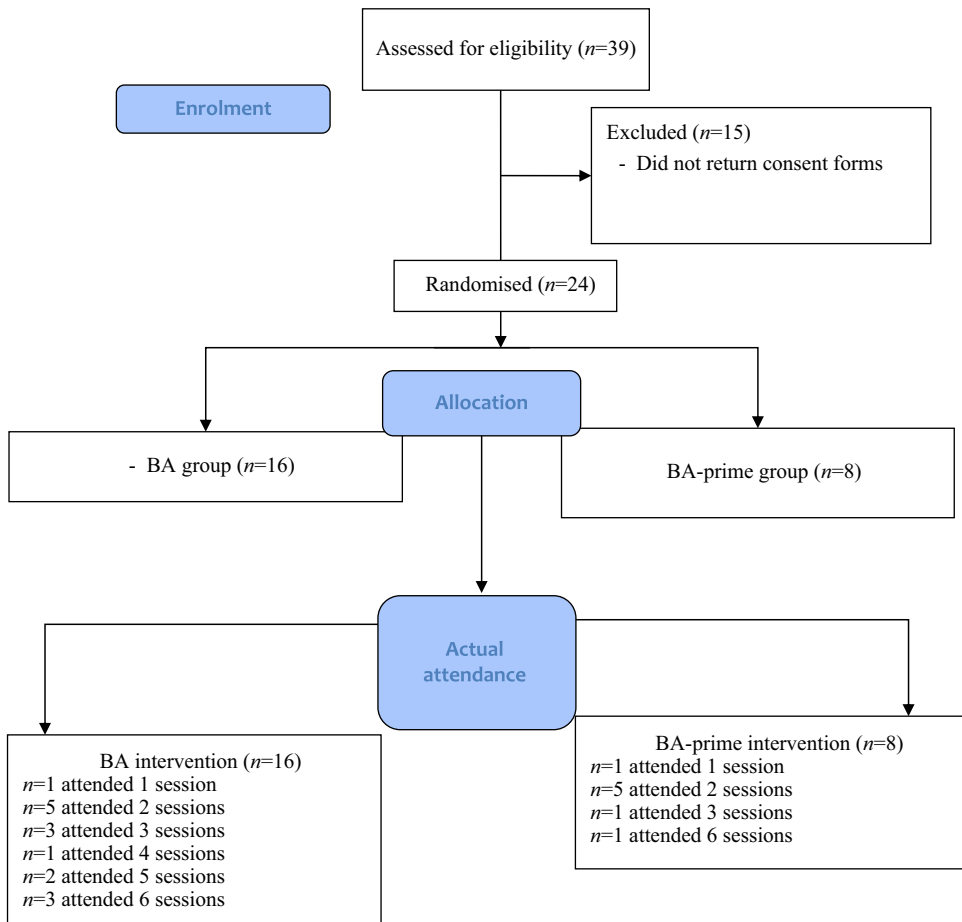 Assessed for eligibility (n=39)
Enrolment
Excluded (n=15)
- Did not return consent forms
Randomised (n=24)
Allocation
- BA group (n=16)
BA-prime group (n=8)
Actual
attendance
BA intervention (n=16)
n=1 attended 1 session
n=5 attended 2 sessions
n=3 attended 3 sessions
n=1 attended 4 sessions
n=2 attended 5 sessions
n=3 attended 6 sessions
BA-prime intervention (n=8)
n=1 attended 1 session
n=5 attended 2 sessions
n=1 attended 3 sessions
n=1 attended 6 sessions